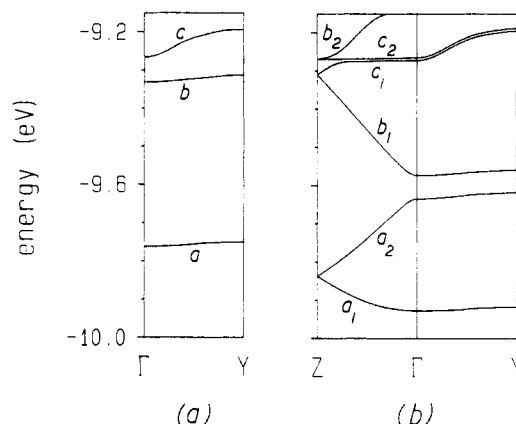 energy (eV)
-9.2
-9.6
-10.0
c
b
a
Γ
Y
(a)
b2
c2
c1
b1
a2
a1
Z
Γ
Y
(b)